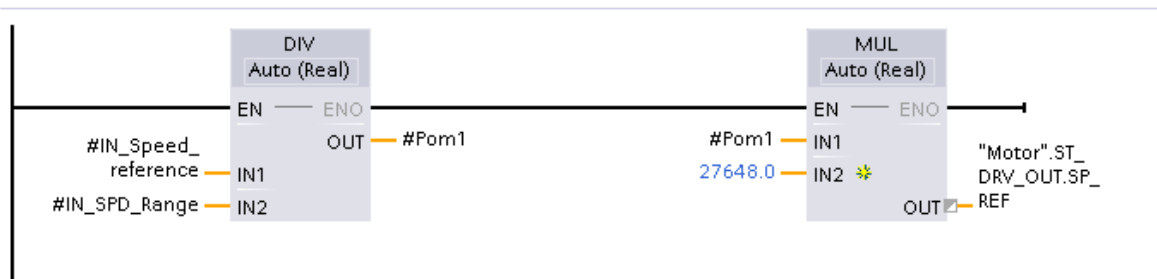 DIV
Auto (Real)
EN
ENO
#IN_Speed_
reference
IN1
#IN_SPD_Range
IN2
OUT
#Pom1
MUL
Auto (Real)
EN
ENO
#Pom1
IN1
27648.0
IN2
OUT
"Motor".ST_
DRV_OUT.SP_
REF